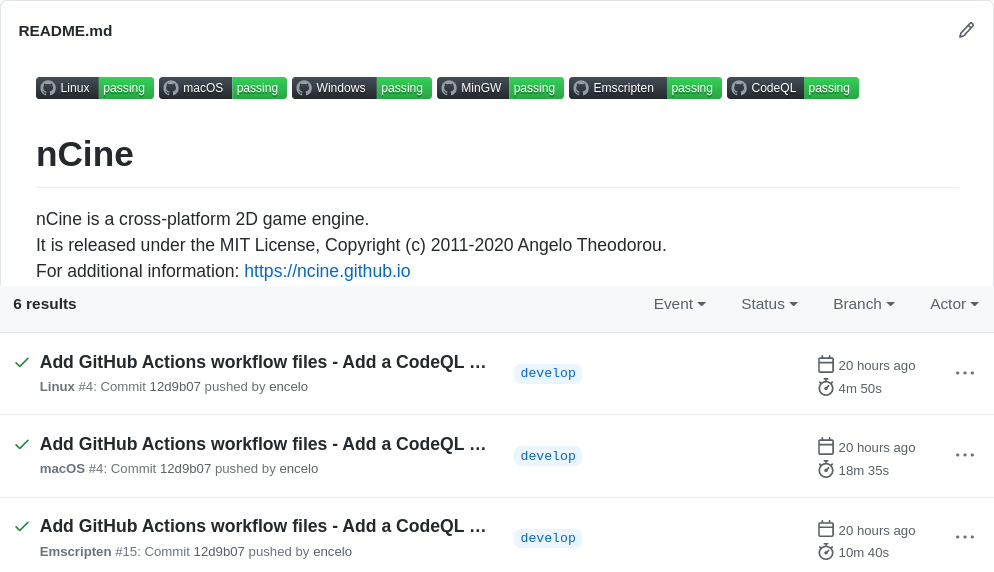 README.md
Linux passing macOS passing Windows passing MinGW passing Emscripten passing CodeQL passing
nCine
nCine is a cross-platform 2D game engine.
It is released under the MIT License, Copyright (c) 2011-2020 Angelo Theodorou.
For additional information: https://ncine.github.io
6 results Event Status Branch Actor
Add GitHub Actions workflow files - Add a CodeQL …
Linux #4: Commit 12d9b07 pushed by encelo
develop
20 hours ago
4m 50s
Add GitHub Actions workflow files - Add a CodeQL …
macOS #4: Commit 12d9b07 pushed by encelo
develop
20 hours ago
18m 35s
Add GitHub Actions workflow files - Add a CodeQL …
Emscripten #15: Commit 12d9b07 pushed by encelo
develop
20 hours ago
10m 40s